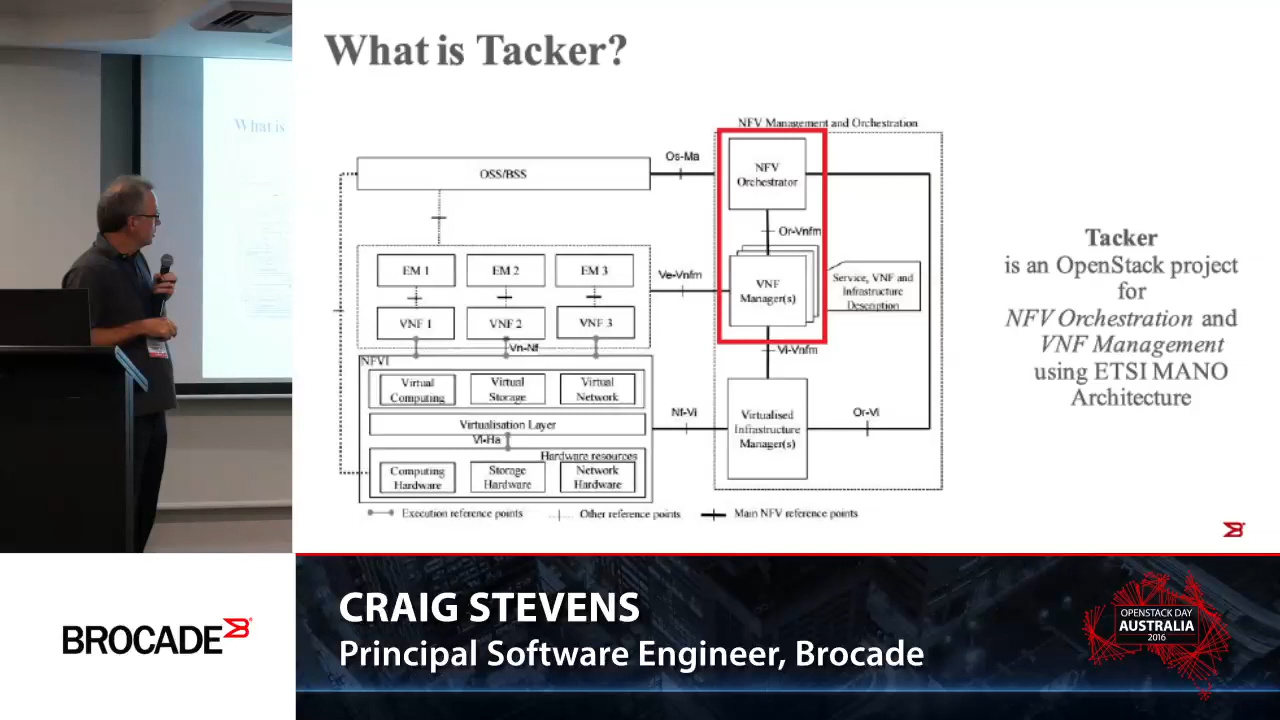 What is Tacker?
What is
NFV Management and Orchestration
Os-Ma
OSS/BSS
NFV
Orchestrator
Or-Vnfm
EM 1
EM 2
EM 3
Ve-Vnfm
VNF
Manager(s)
Service, VNF and
Infrastructure
Description
VNF 1
VNF 2
VNF 3
Vn-Nf
Vi-Vnfm
NFVI
Virtual
Computing
Virtual
Storage
Virtual
Network
Nf-Vi
Virtualised
Infrastructure
Manager(s)
Or-Vi
Virtualisation Layer
Vl-Ha
Hardware resources
Computing
Hardware
Storage
Hardware
Network
Hardware
Execution reference points
Other reference points
Main NFV reference points
Tacker
is an OpenStack project
for
NFV Orchestration and
VNF Management
using ETSI MANO
Architecture
BROCADE
CRAIG STEVENS
Principal Software Engineer, Brocade
OPENSTACK DAY
AUSTRALIA
2016